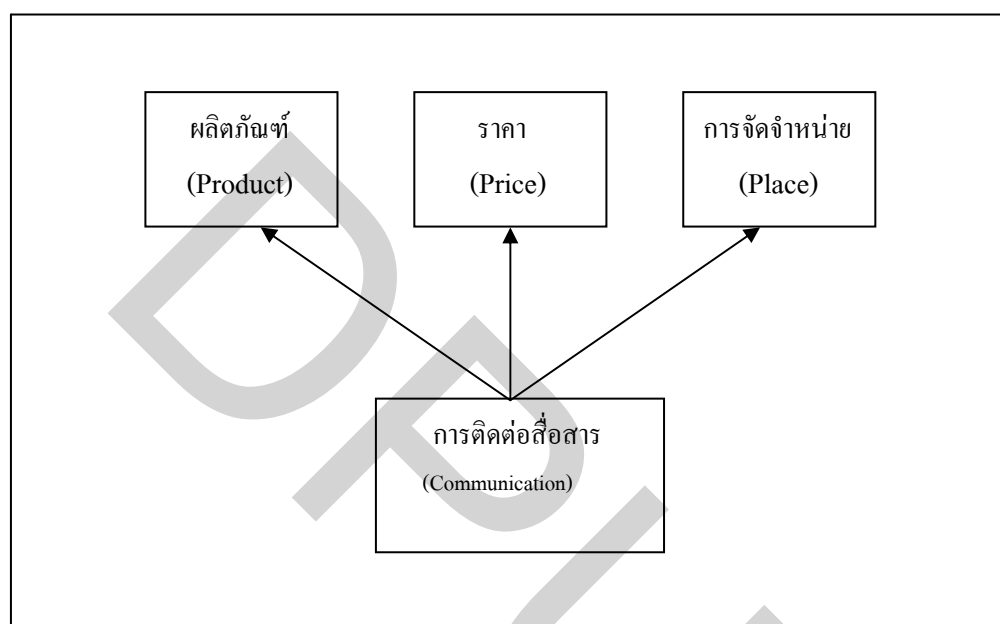 ผลิตภัณฑ์
(Product)
ราคา
(Price)
การจัดจำหน่าย
(Place)
การติดต่อสื่อสาร
(Communication)